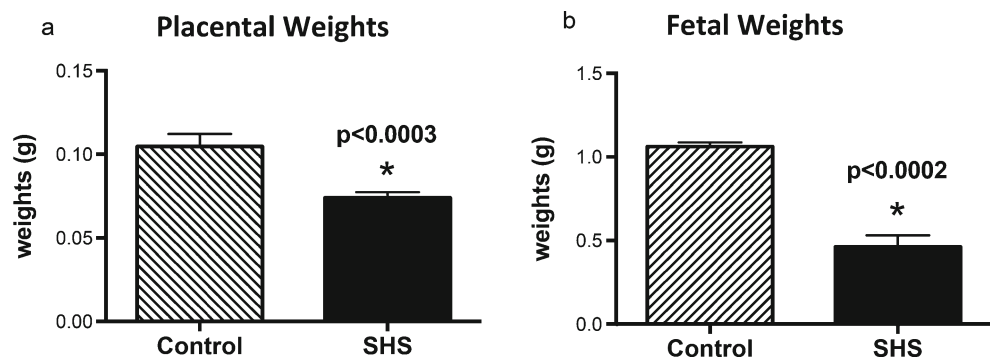 a
Placental Weights
weights (g)
0.15
0.10
0.05
0.00
p<0.0003
*
Control
SHS
b
Fetal Weights
weights (g)
1.5
1.0
0.5
0.0
p<0.0002
*
Control
SHS